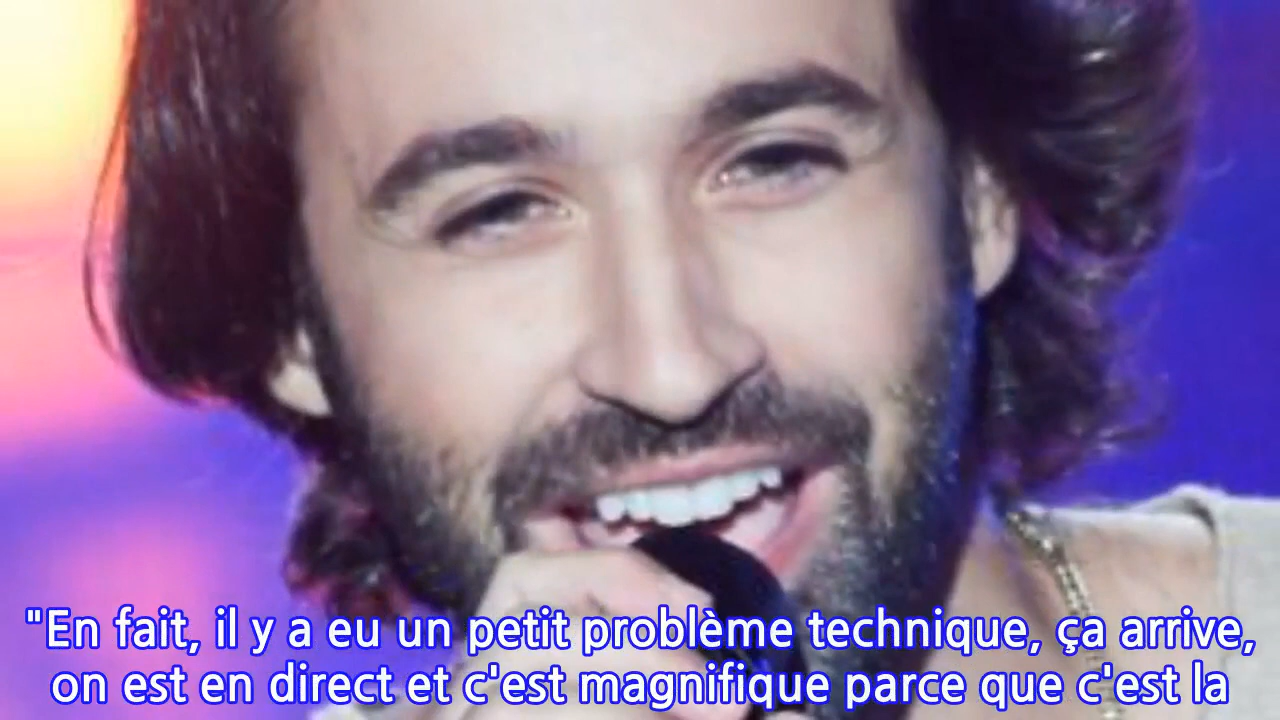 "En fait, il y a eu un petit problème technique, ça arrive,
on est en direct et c'est magnifique parce que c'est la